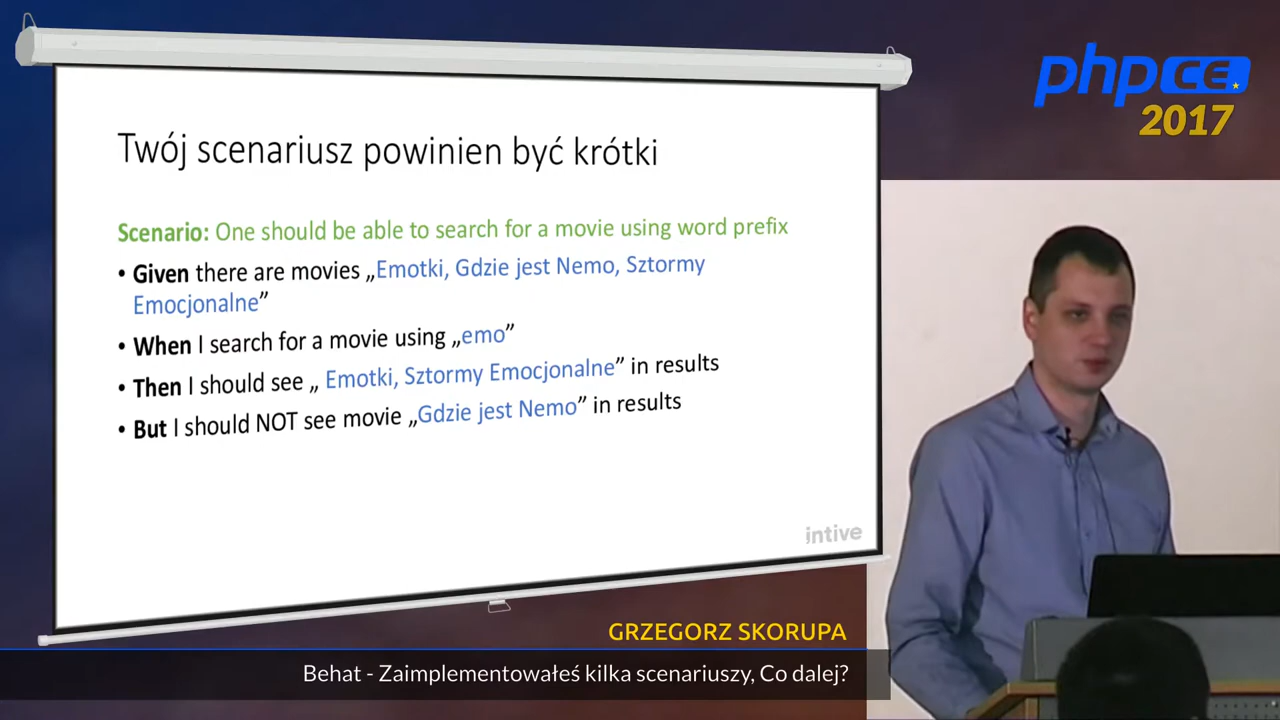 php CE
2017
Twój scenariusz powinien być krótki
Scenario: One should be able to search for a movie using word prefix
• Given there are movies „Emotki, Gdzie jest Nemo, Sztormy
Emocjonalne”
• When I search for a movie using „emo”
• Then I should see „ Emotki, Sztormy Emocjonalne” in results
• But I should NOT see movie „Gdzie jest Nemo” in results
intive
GRZEGORZ SKORUPA
Behat - Zaimplementowałeś kilka scenariuszy, Co dalej?